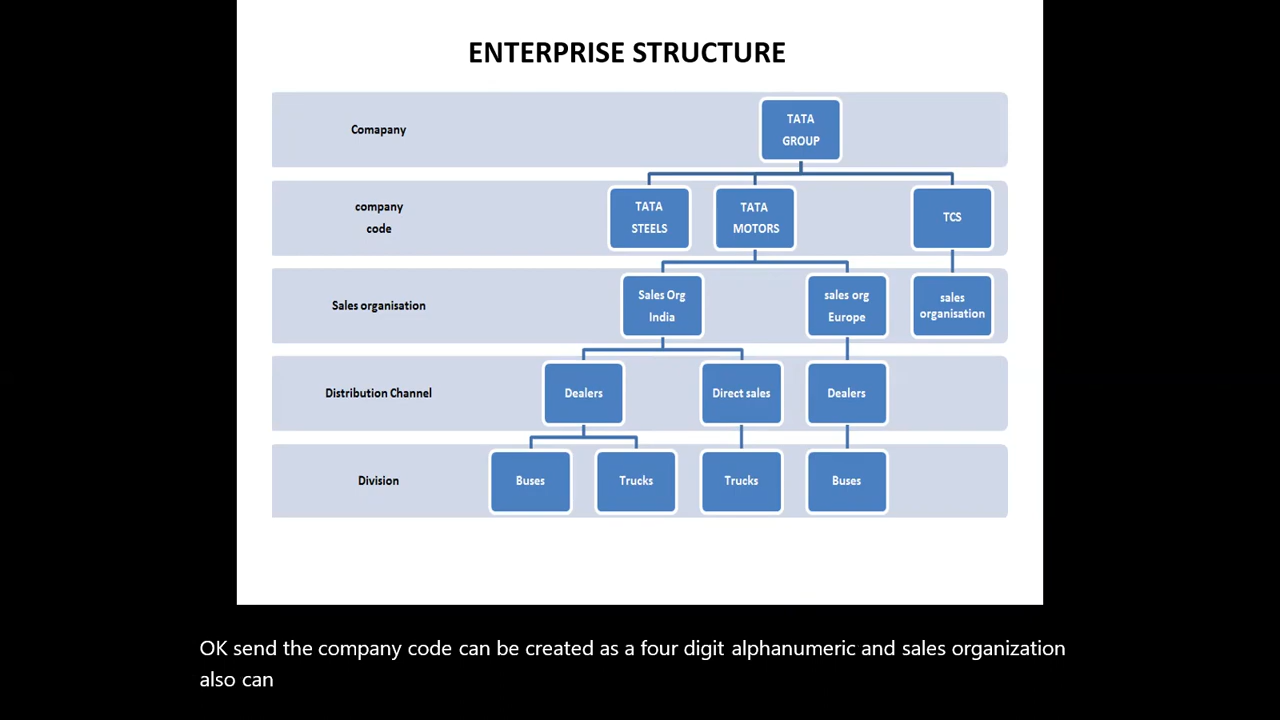 ENTERPRISE STRUCTURE
Comapany
TATA
GROUP
company
code
TATA
STEELS
TATA
MOTORS
TCS
Sales organisation
Sales Org
India
sales org
Europe
sales
organisation
Distribution Channel
Dealers
Direct sales
Dealers
Division
Buses
Trucks
Trucks
Buses
OK send the company code can be created as a four digit alphanumeric and sales organization
also can